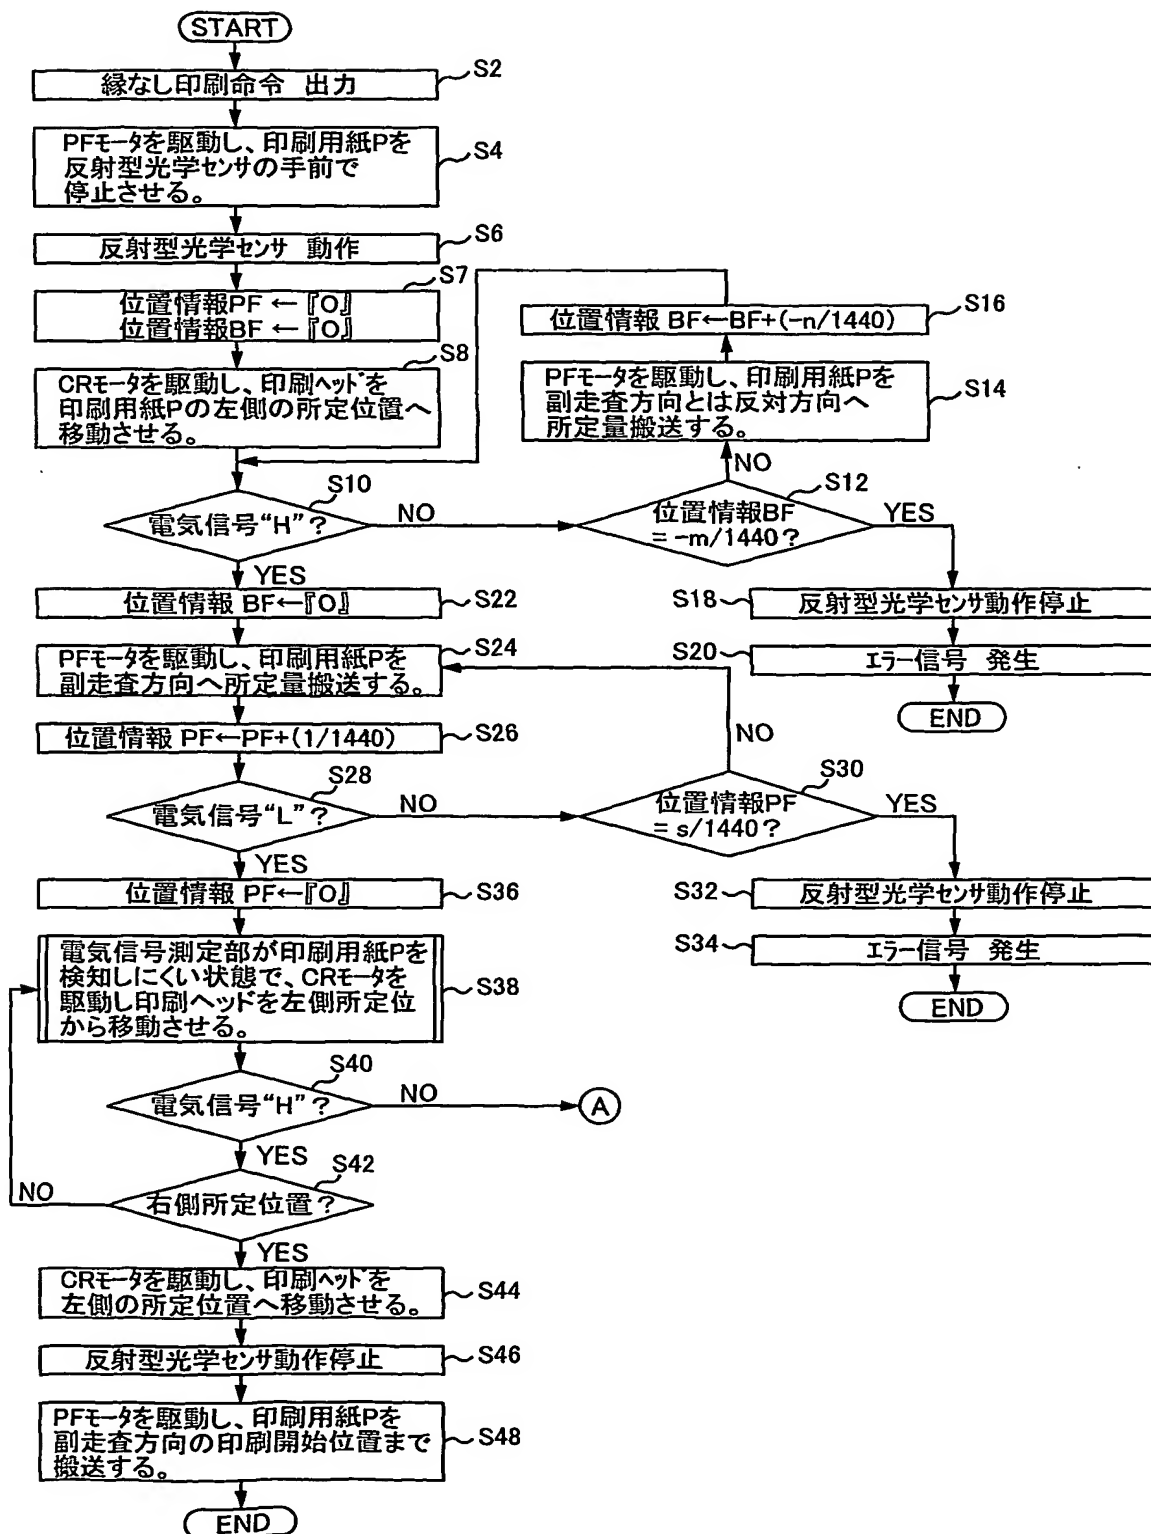 START
縁なし印刷命令 出力
S2
PFモータを駆動し、印刷用紙Pを
反射型光学センサの手前で
停止させる。
S4
反射型光学センサ 動作
S6
位置情報PF ←『O』
位置情報BF ←『O』
S7
CRモータを駆動し、印刷ヘッドを
印刷用紙Pの左側の所定位置へ
移動させる。
S8
位置情報 BF←BF+(-n/1440)
S16
PFモータを駆動し、印刷用紙Pを
副走査方向とは反対方向へ
所定量搬送する。
S14
NO
電気信号“H”?
S10
NO
位置情報BF
= -m/1440?
S12
YES
YES
位置情報 BF←『O』
S22
S18
反射型光学センサ動作停止
S20
エラー信号 発生
END
PFモータを駆動し、印刷用紙Pを
副走査方向へ所定量搬送する。
S24
位置情報 PF←PF+(1/1440)
S26
NO
電気信号“L”?
S28
NO
位置情報PF
= s/1440?
S30
YES
YES
位置情報 PF←『O』
S36
S32
反射型光学センサ動作停止
S34
エラー信号 発生
END
電気信号測定部が印刷用紙Pを
検知しにくい状態で、CRモータを
駆動し印刷ヘッドを左側所定位
から移動させる。
S38
電気信号“H”?
S40
NO
A
YES
右側所定位置?
S42
NO
YES
CRモータを駆動し、印刷ヘッドを
左側の所定位置へ移動させる。
S44
反射型光学センサ動作停止
S46
PFモータを駆動し、印刷用紙Pを
副走査方向の印刷開始位置まで
搬送する。
S48
END